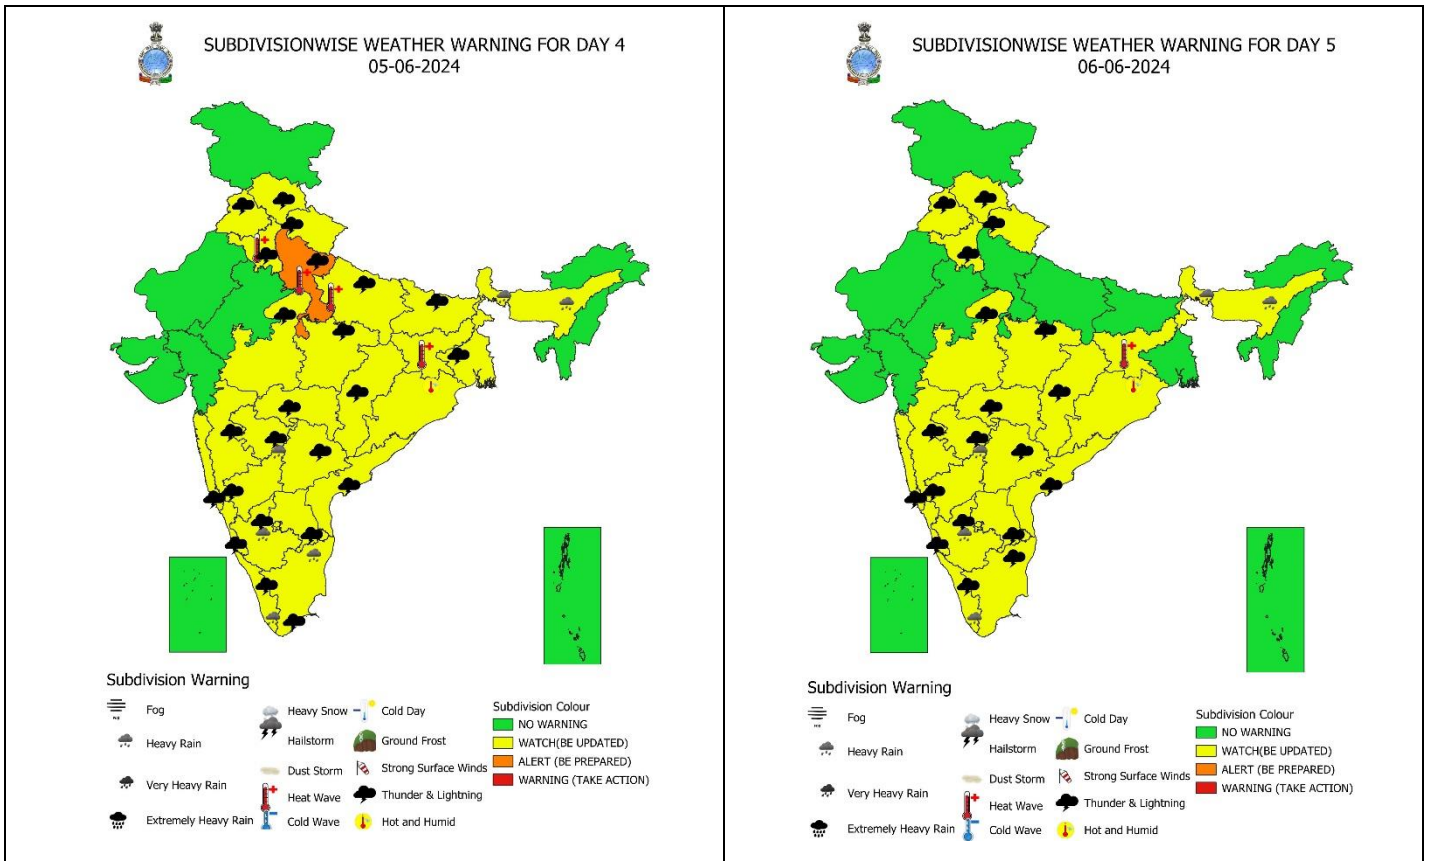 SUBDIVISIONWISE WEATHER WARNING FOR DAY 4
05-06-2024
Subdivision Warning
Fog
Heavy Rain
Very Heavy Rain
Extremely Heavy Rain
Heavy Snow
Hailstorm
Dust Storm
Heat Wave
Cold Wave
Cold Day
Ground Frost
Strong Surface Winds
Thunder & Lightning
Hot and Humid
Subdivision Colour
NO WARNING
WATCH(BE UPDATED)
ALERT (BE PREPARED)
WARNING (TAKE ACTION)
SUBDIVISIONWISE WEATHER WARNING FOR DAY 5
06-06-2024
Subdivision Warning
Fog
Heavy Rain
Very Heavy Rain
Extremely Heavy Rain
Heavy Snow
Hailstorm
Dust Storm
Heat Wave
Cold Wave
Cold Day
Ground Frost
Strong Surface Winds
Thunder & Lightning
Hot and Humid
Subdivision Colour
NO WARNING
WATCH(BE UPDATED)
ALERT (BE PREPARED)
WARNING (TAKE ACTION)